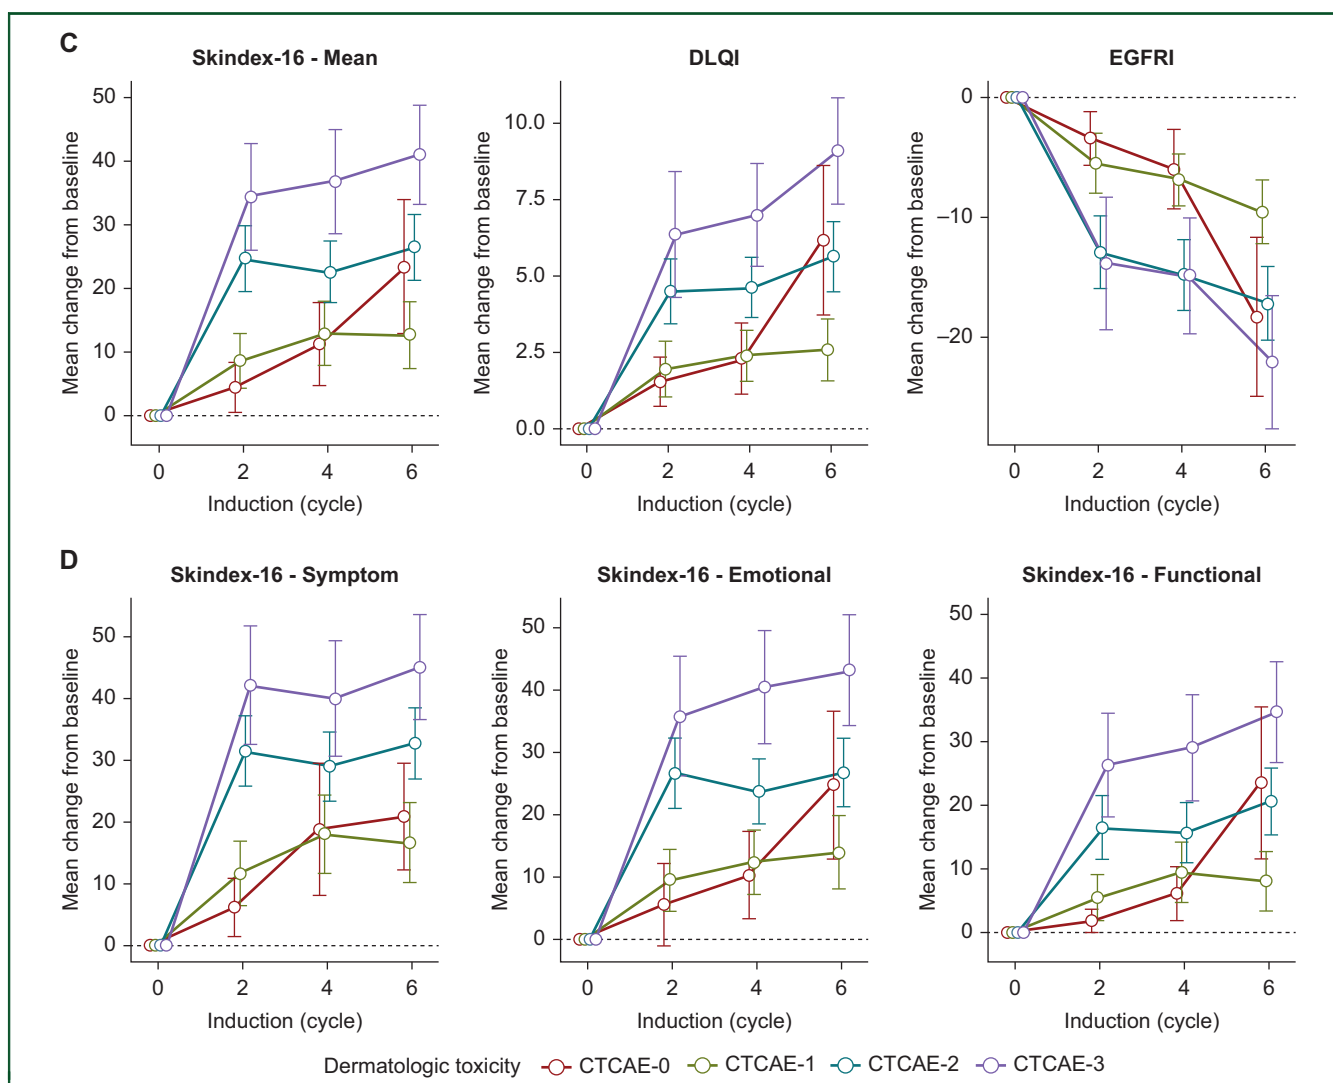 C
Skindex-16 - Mean
DLQI
EGFRI
Mean change from baseline
50
40
30
20
10
0
0 2 4 6
Induction (cycle)
Mean change from baseline
10.0
7.5
5.0
2.5
0.0
0 2 4 6
Induction (cycle)
Mean change from baseline
0
−10
−20
0 2 4 6
Induction (cycle)
D
Skindex-16 - Symptom
Skindex-16 - Emotional
Skindex-16 - Functional
Mean change from baseline
50
40
30
20
10
0
0 2 4 6
Induction (cycle)
Mean change from baseline
50
40
30
20
10
0
0 2 4 6
Induction (cycle)
Mean change from baseline
50
40
30
20
10
0
0 2 4 6
Induction (cycle)
Dermatologic toxicity CTCAE-0 CTCAE-1 CTCAE-2 CTCAE-3